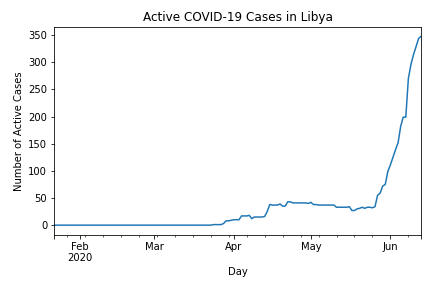 Active COVID-19 Cases in Libya
Number of Active Cases
350
300
250
200
150
100
50
0
Feb
2020
Mar
Apr
May
Jun
Day